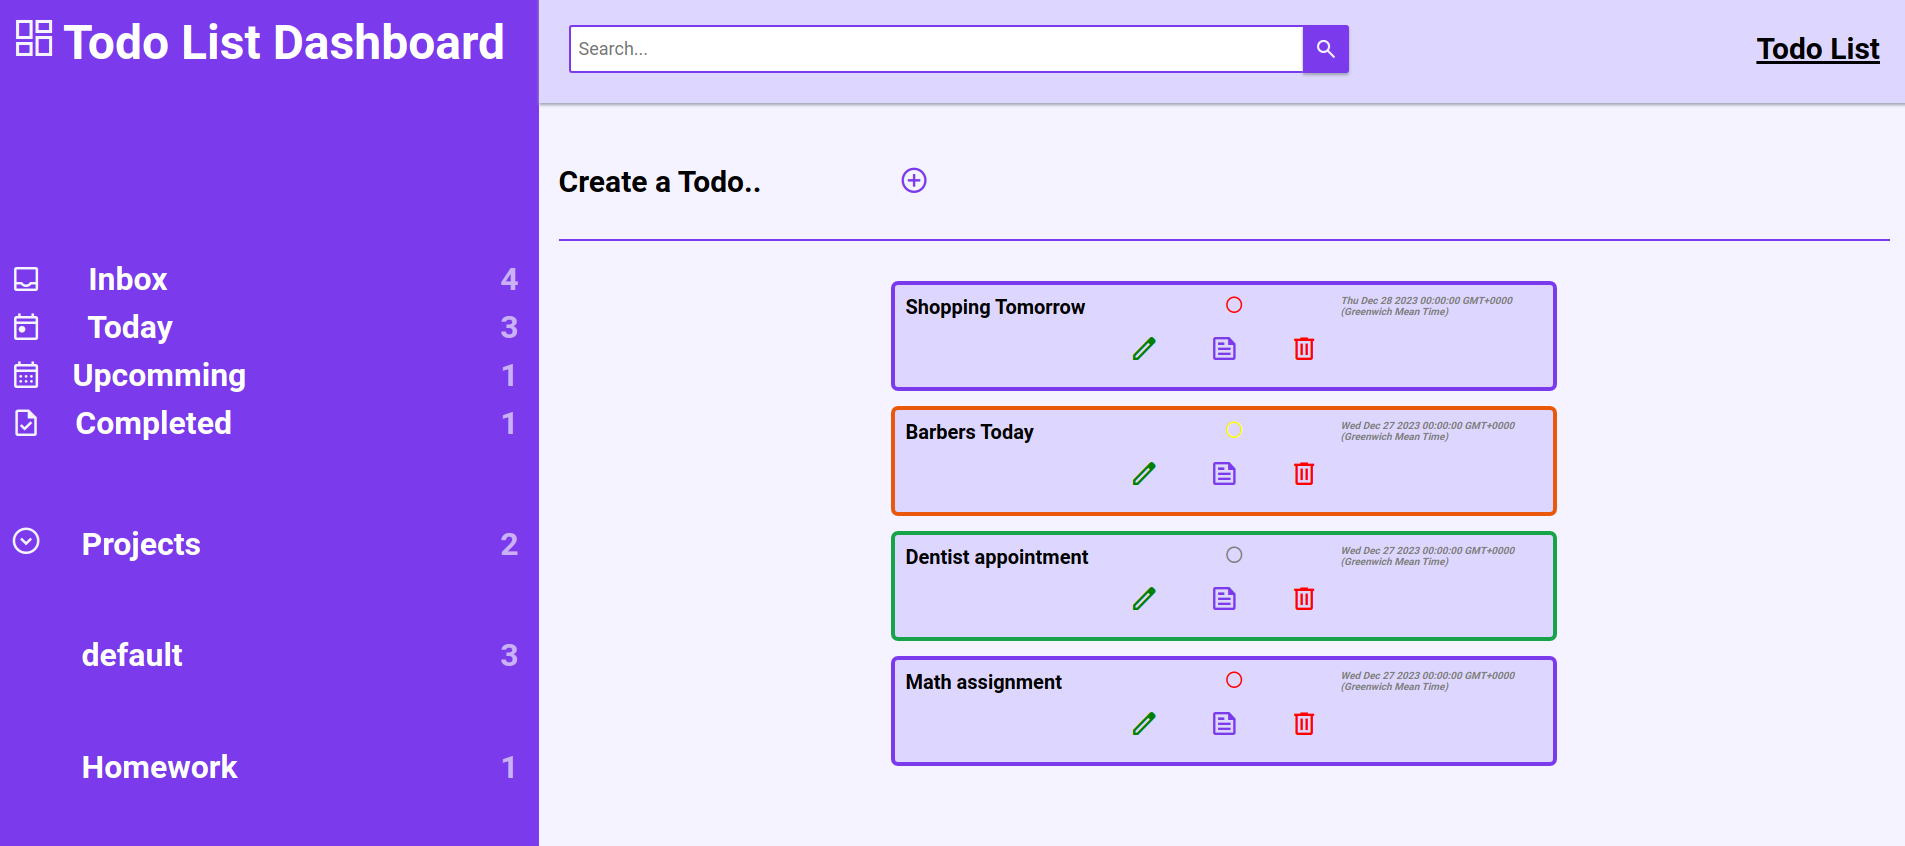 Todo List Dashboard
Inbox 4
Today 3
Upcomming 1
Completed 1
Projects 2
default 3
Homework 1
Search...
Todo List
Create a Todo..
Shopping Tomorrow
Thu Dec 28 2023 00:00:00 GMT+0000
(Greenwich Mean Time)
Barbers Today
Wed Dec 27 2023 00:00:00 GMT+0000
(Greenwich Mean Time)
Dentist appointment
Wed Dec 27 2023 00:00:00 GMT+0000
(Greenwich Mean Time)
Math assignment
Wed Dec 27 2023 00:00:00 GMT+0000
(Greenwich Mean Time)